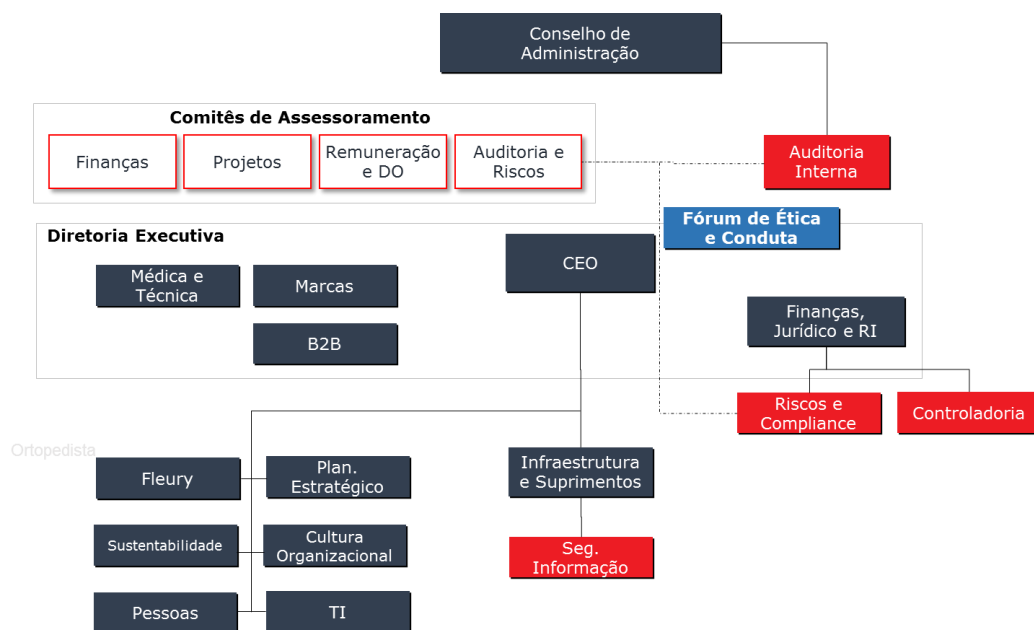 Conselho de
Administração
Comitês de Assessoramento
Finanças
Projetos
Remuneração
e DO
Auditoria e
Riscos
Auditoria
Interna
Fórum de Ética
e Conduta
Diretoria Executiva
CEO
Médica e
Técnica
Marcas
B2B
Finanças,
Jurídico e RI
Riscos e
Compliance
Controladoria
Ortopedista
Fleury
Plan.
Estratégico
Infraestrutura
e Suprimentos
Sustentabilidade
Cultura
Organizacional
Seg.
Informação
Pessoas
TI